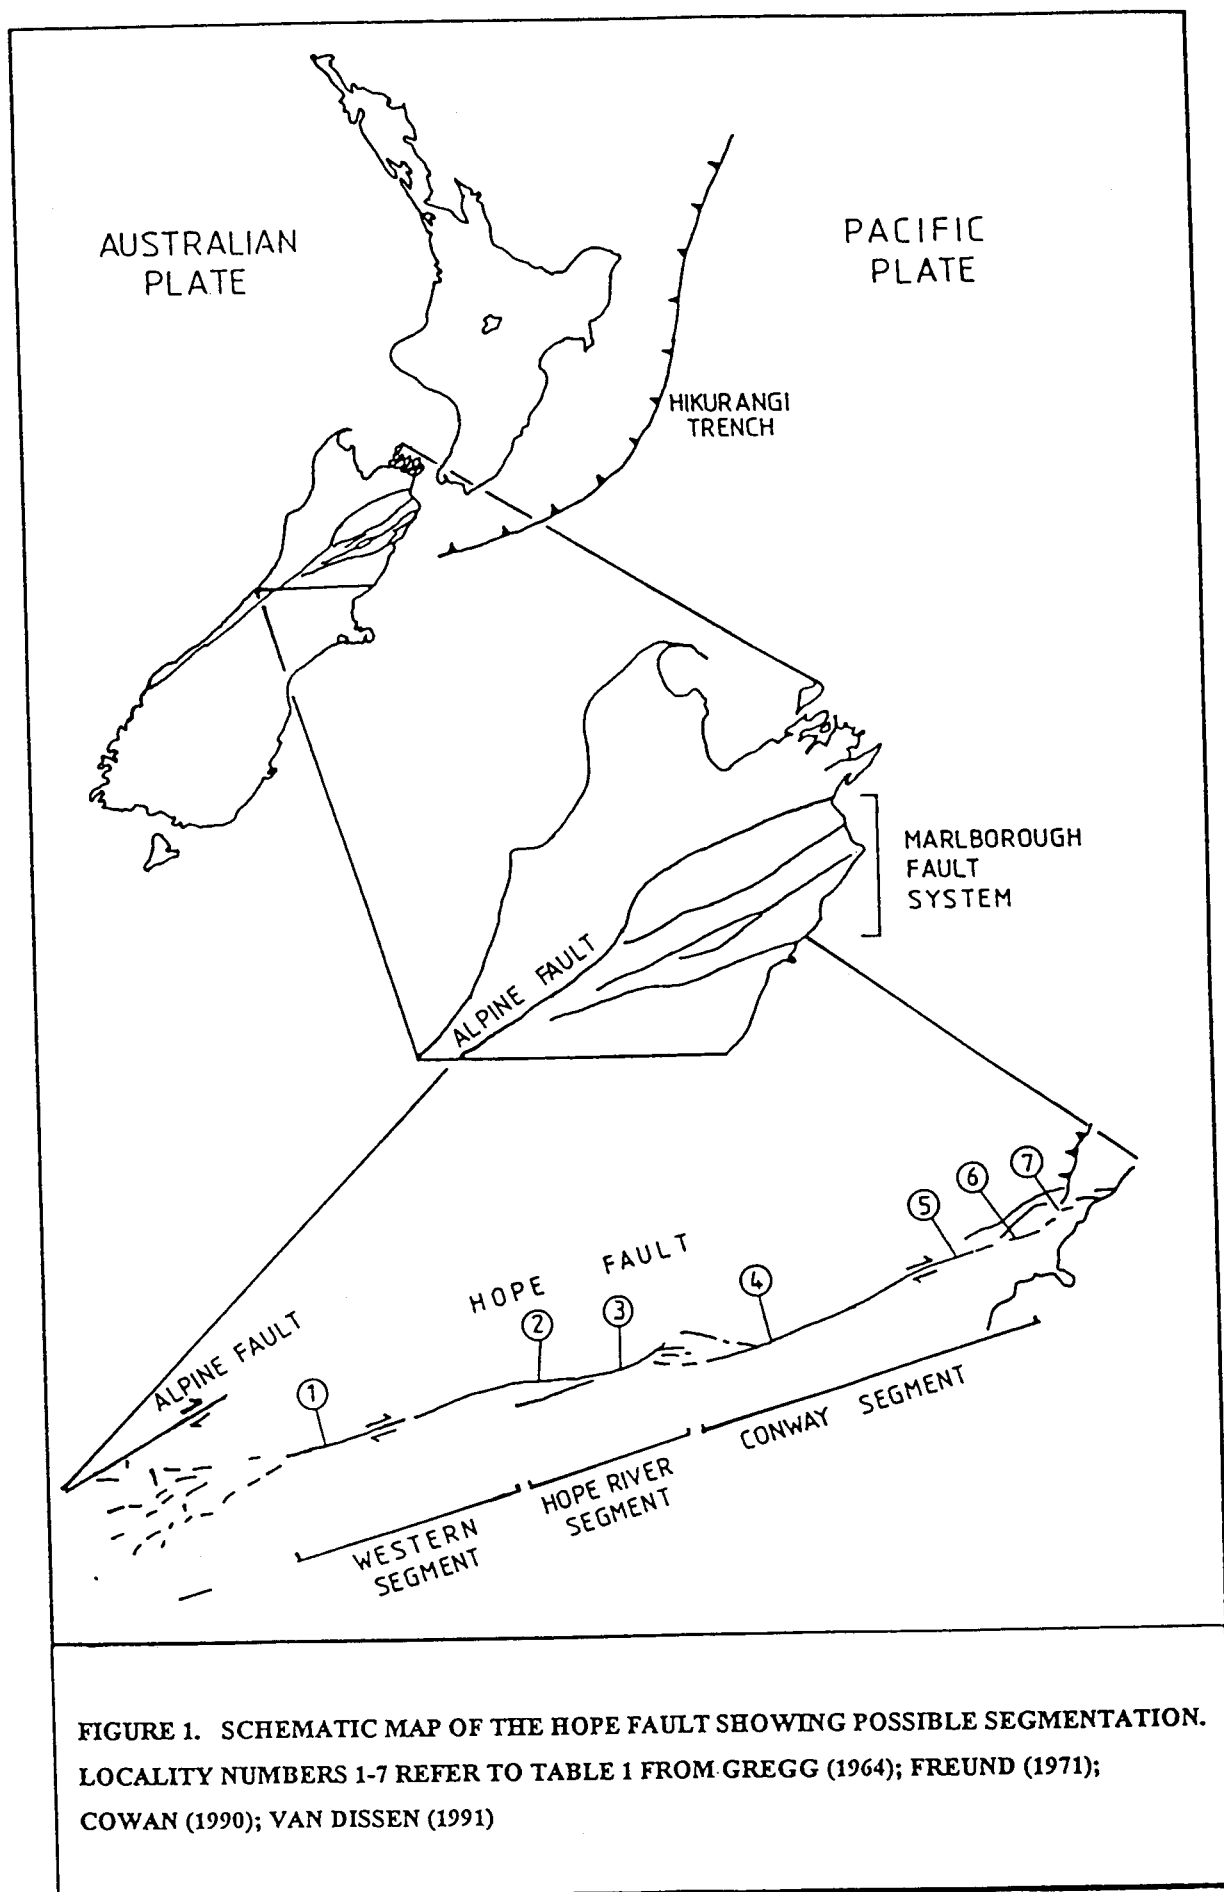 AUSTRALIAN
PLATE
PACIFIC
PLATE
HIKURANGI
TRENCH
MARLBOROUGH
FAULT
SYSTEM
ALPINE FAULT
7
6
5
HOPE FAULT
4
3
2
ALPINE FAULT
1
CONWAY SEGMENT
HOPE RIVER
SEGMENT
WESTERN
SEGMENT
FIGURE 1. SCHEMATIC MAP OF THE HOPE FAULT SHOWING POSSIBLE SEGMENTATION.
LOCALITY NUMBERS 1-7 REFER TO TABLE 1 FROM GREGG (1964); FREUND (1971);
COWAN (1990); VAN DISSEN (1991)